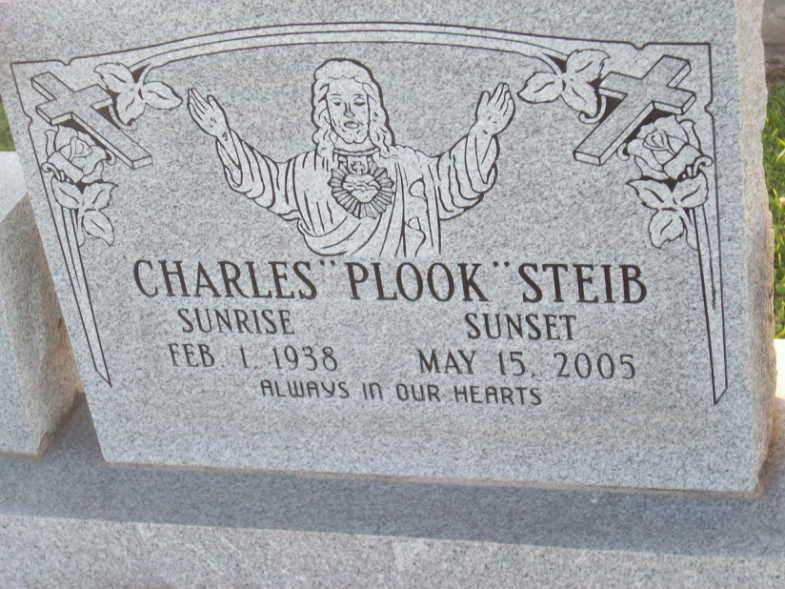 CHARLES "PLOOK" STEIB
SUNRISE SUNSET
FEB. 1, 1938 MAY 15, 2005
ALWAYS IN OUR HEARTS